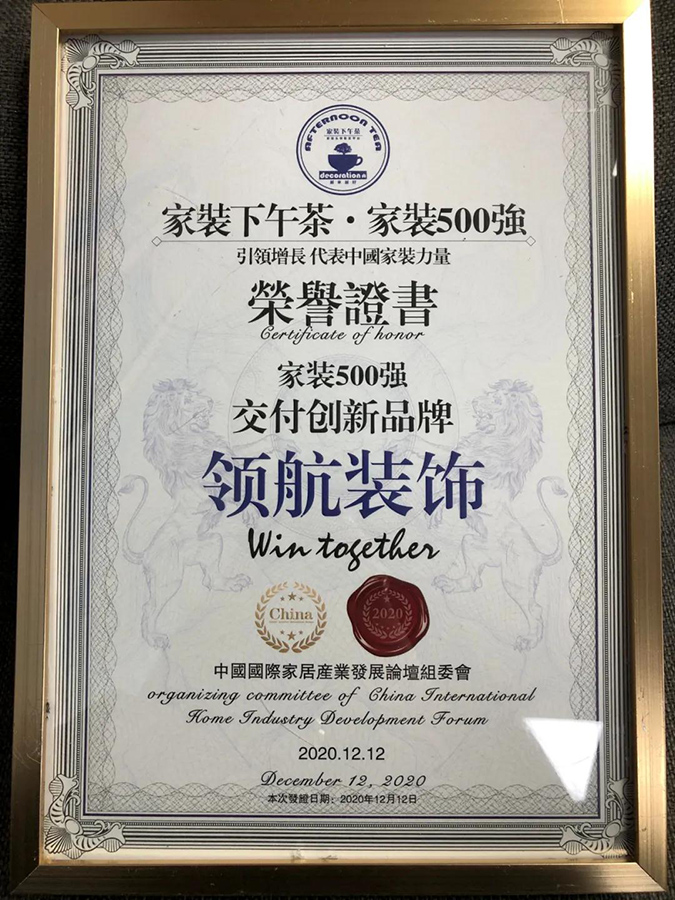 AFTERNOON TEA
家裝下午茶
decoration
家裝下午茶·家裝500強
引領增長 代表中國家裝力量
榮譽證書
Certificate of honor
家装500强
交付创新品牌
领航装饰
Win together
China
2020
中國國際家居産業發展論壇組委會
organizing committee of China International
Home Industry Development Forum
2020.12.12
December 12, 2020
本次發證日期：2020年12月12日